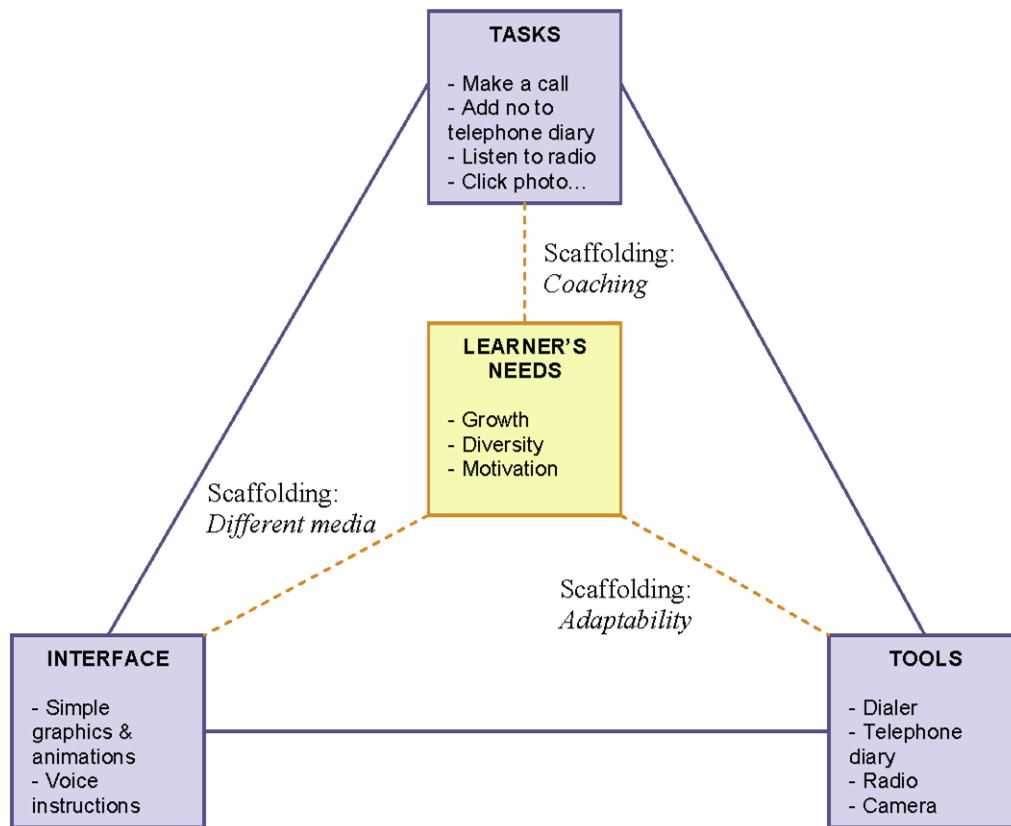 TASKS
- Make a call
- Add no to
telephone diary
- Listen to radio
- Click photo...
Scaffolding:
Coaching
LEARNER'S
NEEDS
- Growth
- Diversity
- Motivation
Scaffolding:
Different media
Scaffolding:
Adaptability
INTERFACE
- Simple
graphics &
animations
- Voice
instructions
TOOLS
- Dialer
- Telephone
diary
- Radio
- Camera